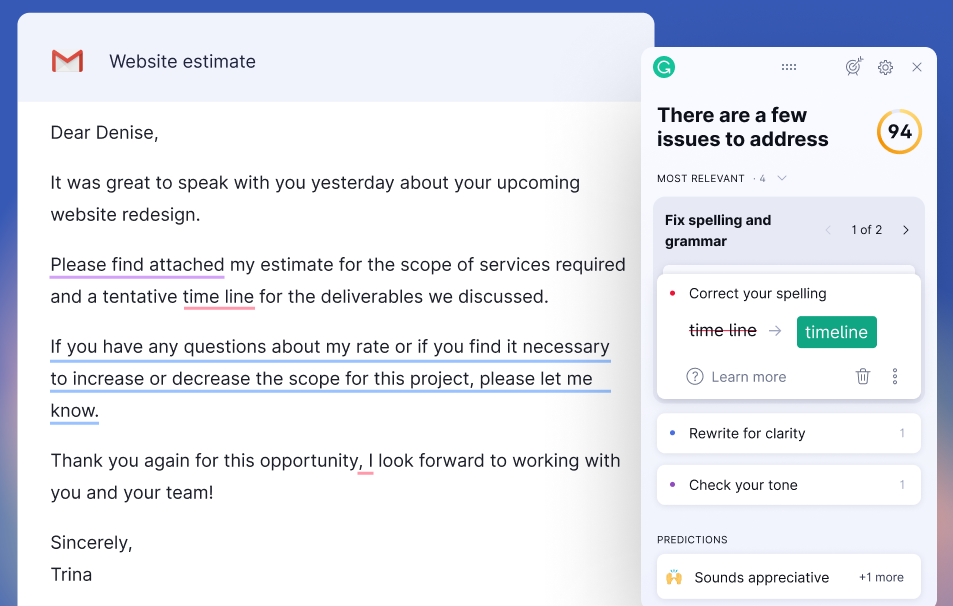 Website estimate
Dear Denise,
It was great to speak with you yesterday about your upcoming
website redesign.
Please find attached my estimate for the scope of services required
and a tentative time line for the deliverables we discussed.
If you have any questions about my rate or if you find it necessary
to increase or decrease the scope for this project, please let me
know.
Thank you again for this opportunity, I look forward to working with
you and your team!
Sincerely,
Trina
There are a few
issues to address
94
MOST RELEVANT · 4
Fix spelling and
grammar
1 of 2
Correct your spelling
time line → timeline
? Learn more
Rewrite for clarity 1
Check your tone 1
PREDICTIONS
🙌 Sounds appreciative +1 more